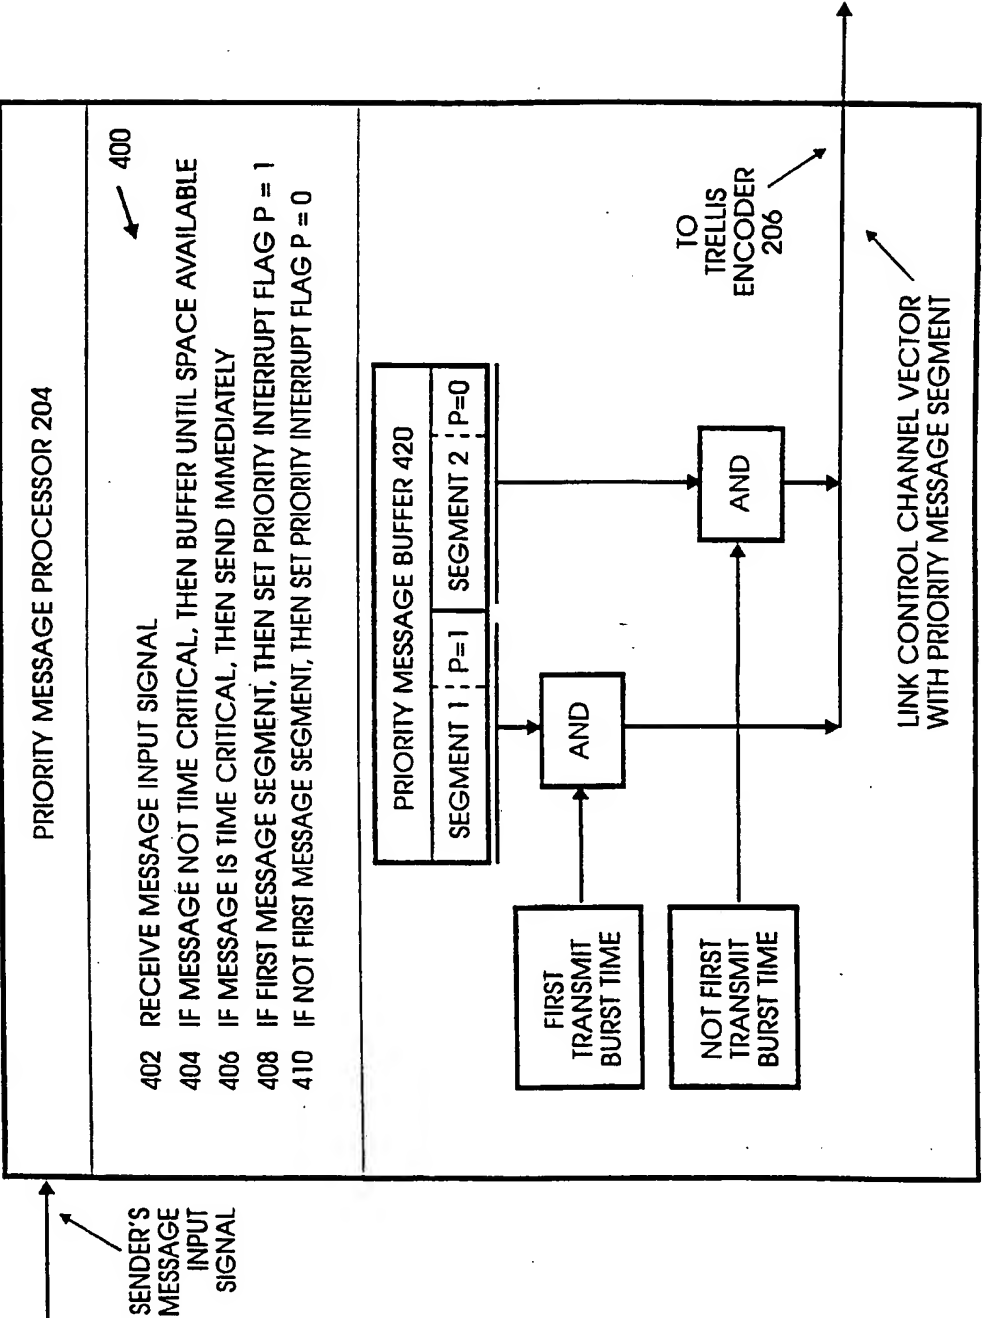 PRIORITY MESSAGE PROCESSOR 204
400
402 RECEIVE MESSAGE INPUT SIGNAL
404 IF MESSAGE NOT TIME CRITICAL, THEN BUFFER UNTIL SPACE AVAILABLE
406 IF MESSAGE IS TIME CRITICAL, THEN SEND IMMEDIATELY
408 IF FIRST MESSAGE SEGMENT, THEN SET PRIORITY INTERRUPT FLAG P = 1
410 IF NOT FIRST MESSAGE SEGMENT, THEN SET PRIORITY INTERRUPT FLAG P = 0
SENDER'S
MESSAGE
INPUT
SIGNAL
PRIORITY MESSAGE BUFFER 420
SEGMENT 1 P=1 SEGMENT 2 P=0
FIRST
TRANSMIT
BURST TIME
AND
NOT FIRST
TRANSMIT
BURST TIME
AND
TO
TRELLIS
ENCODER
206
LINK CONTROL CHANNEL VECTOR
WITH PRIORITY MESSAGE SEGMENT